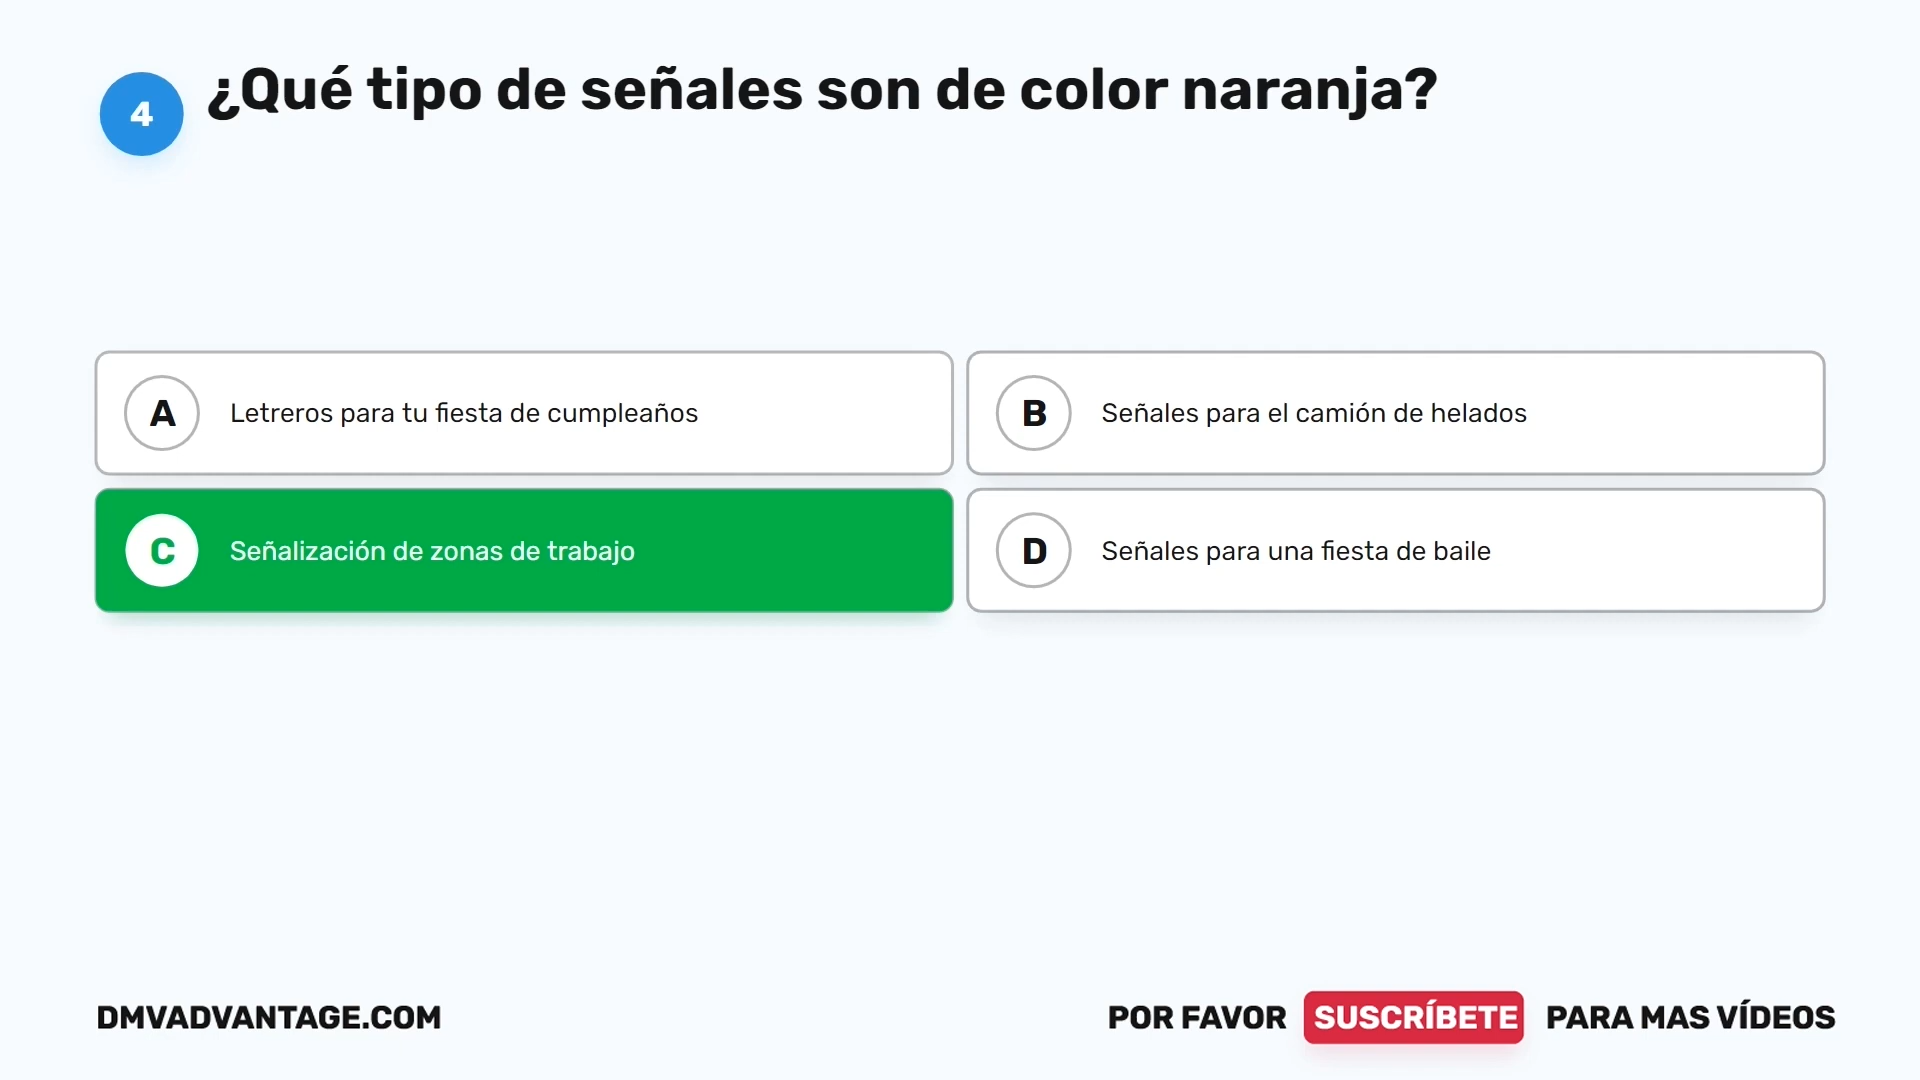 4
¿Qué tipo de señales son de color naranja?
A
Letreros para tu fiesta de cumpleaños
B
Señales para el camión de helados
C
Señalización de zonas de trabajo
D
Señales para una fiesta de baile
DMVADVANTAGE.COM
POR FAVOR SUSCRÍBETE PARA MAS VÍDEOS